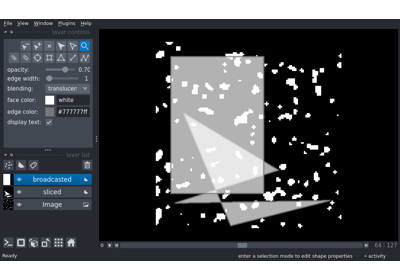 File View Window Plugins Help
layer controls
opacity: 0.70
edge width: 1
blending: translucen
face color: white
edge color: #777777ff
display text:
layer list
broadcasted
sliced
Image
64 127
Ready enter a selection mode to edit shape properties activity